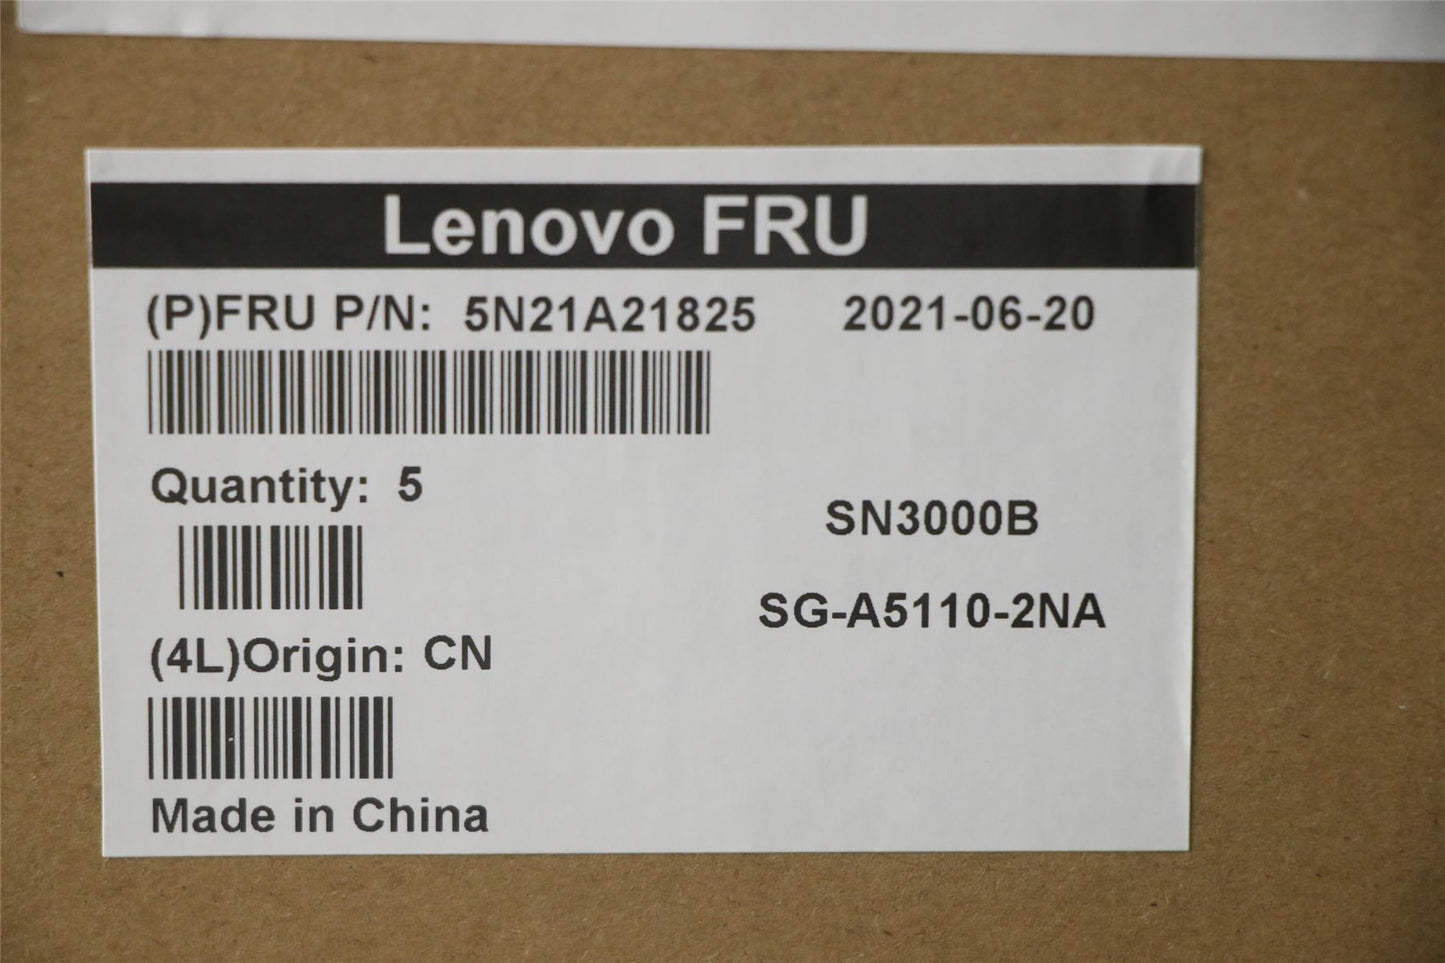 Lenovo FRU
(P)FRU P/N: 5N21A21825 2021-06-20
Quantity: 5
SN3000B
SG-A5110-2NA
(4L)Origin: CN
Made in China